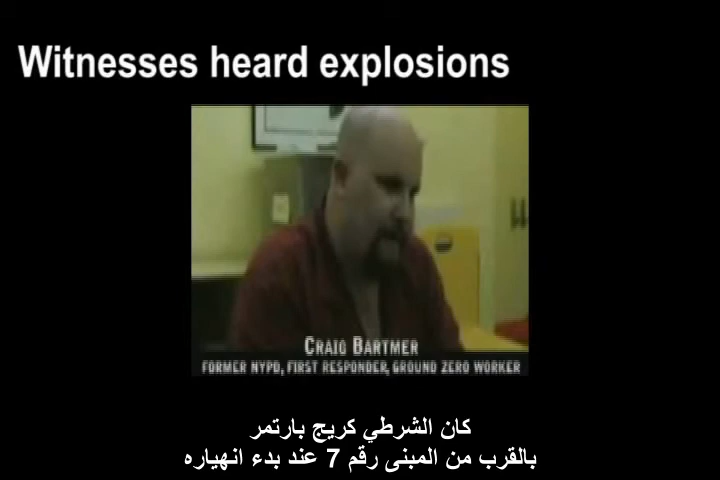 Witnesses heard explosions
CRAIG BARTMER
FORMER NYPD, FIRST RESPONDER, GROUND ZERO WORKER
كان الشرطي كريج بارتمر
بالقرب من المبنى رقم 7 عند بدء انهياره